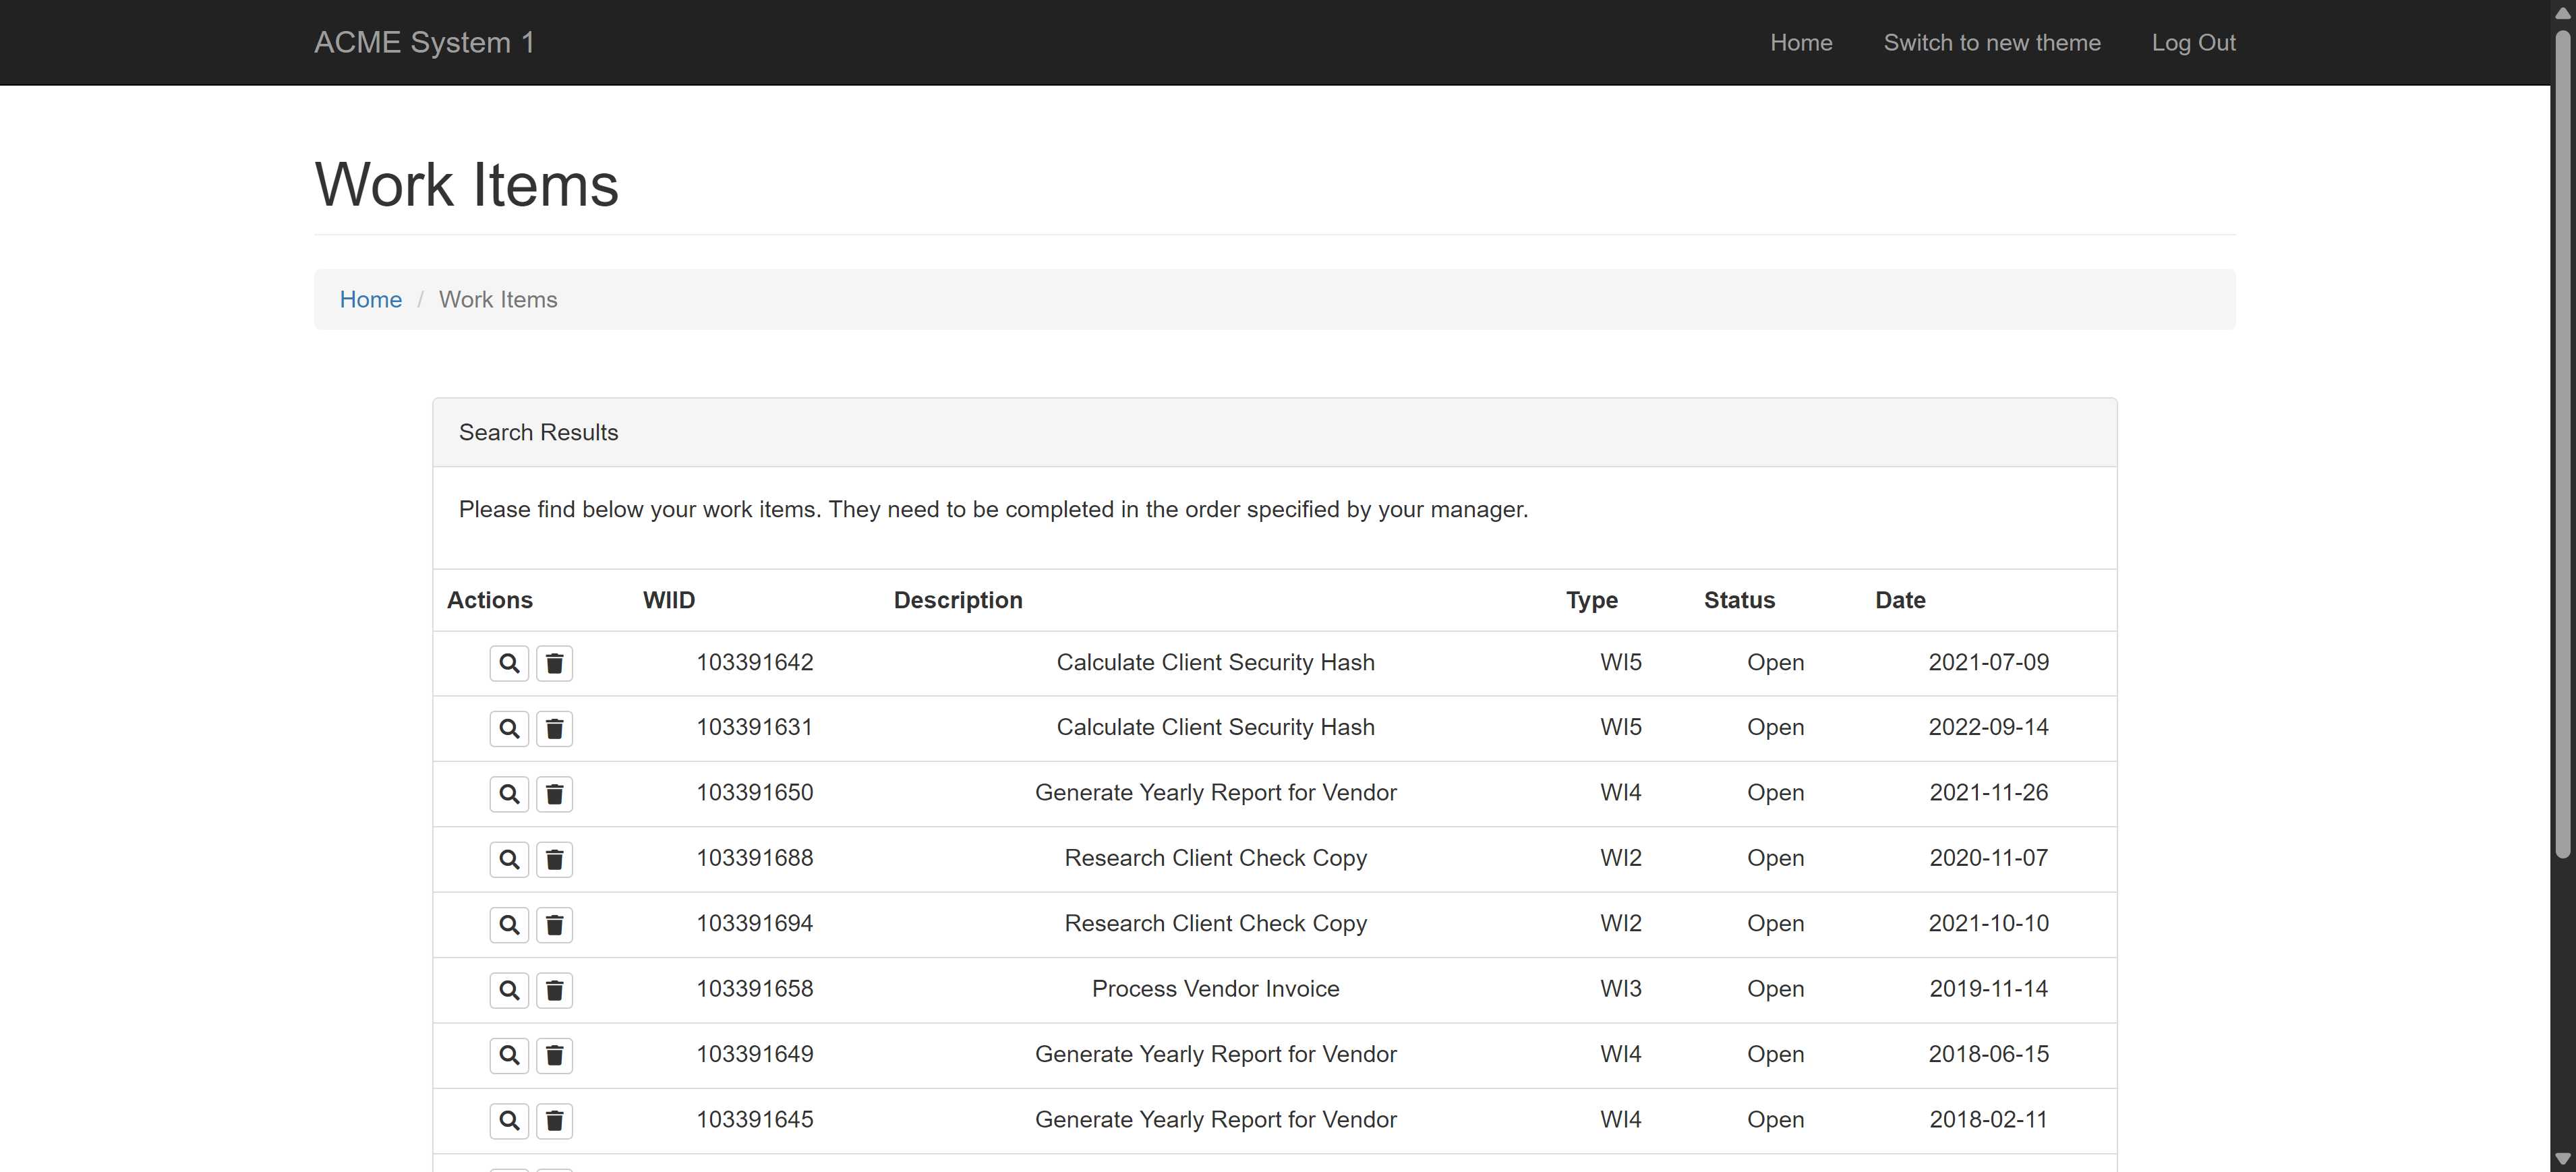 ACME System 1 Home Switch to new theme Log Out
Work Items
Home / Work Items
Search Results
Please find below your work items. They need to be completed in the order specified by your manager.
Actions WIID Description Type Status Date
103391642 Calculate Client Security Hash WI5 Open 2021-07-09
103391631 Calculate Client Security Hash WI5 Open 2022-09-14
103391650 Generate Yearly Report for Vendor WI4 Open 2021-11-26
103391688 Research Client Check Copy WI2 Open 2020-11-07
103391694 Research Client Check Copy WI2 Open 2021-10-10
103391658 Process Vendor Invoice WI3 Open 2019-11-14
103391649 Generate Yearly Report for Vendor WI4 Open 2018-06-15
103391645 Generate Yearly Report for Vendor WI4 Open 2018-02-11